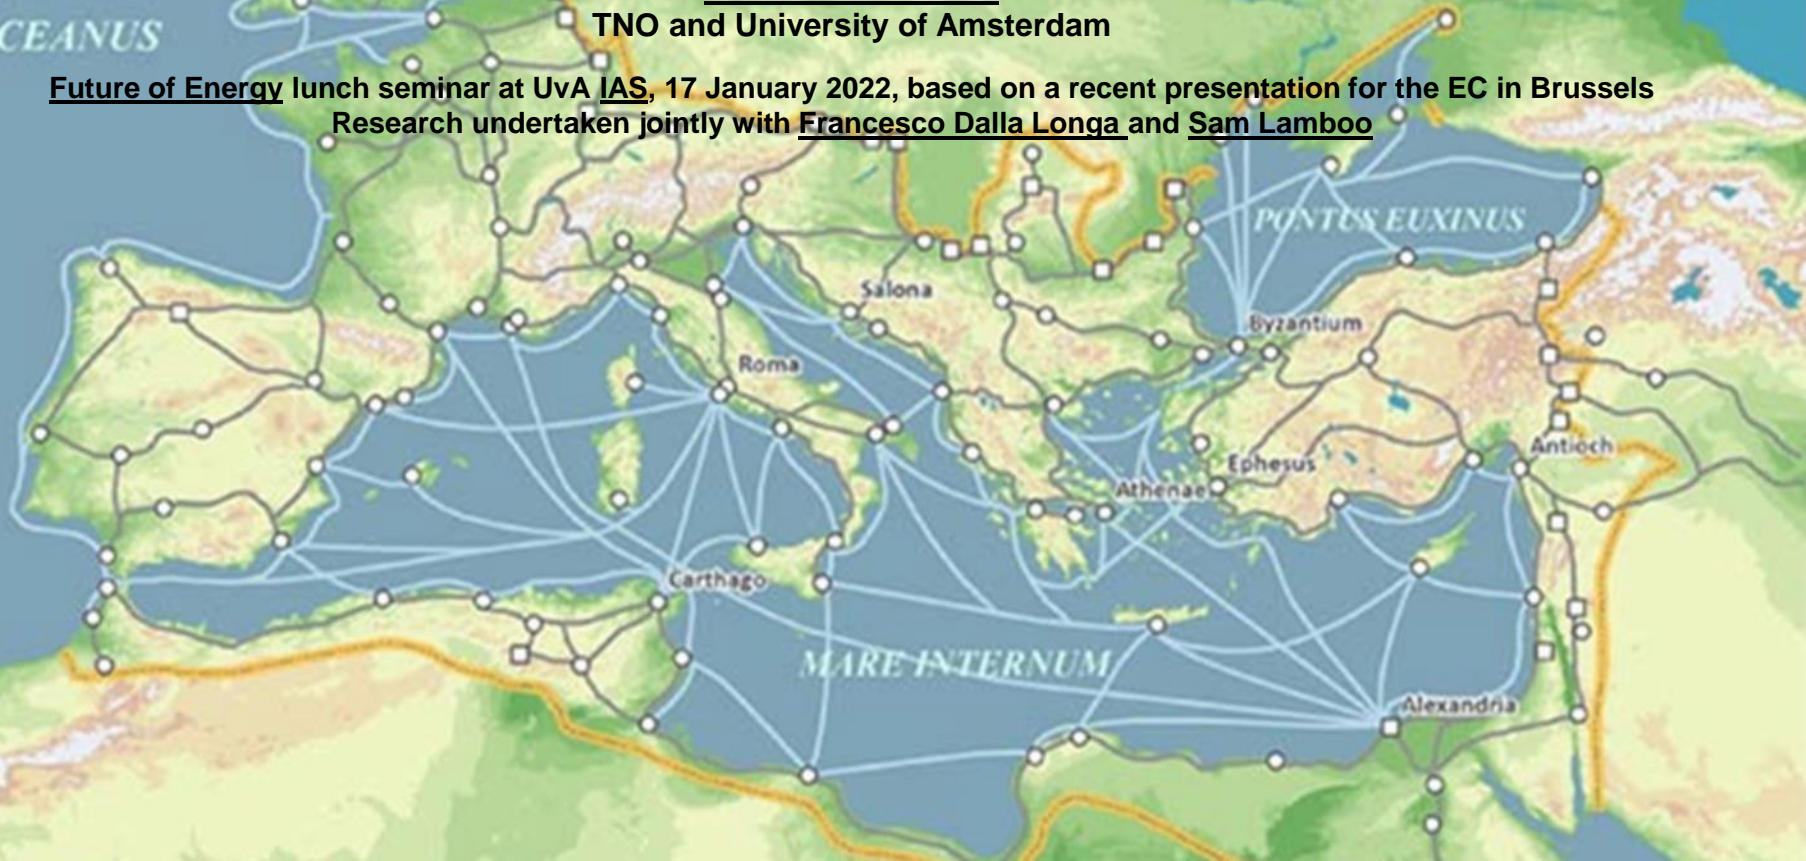 TNO and University of Amsterdam
CEANUS
Future of Energy lunch seminar at UvA IAS, 17 January 2022, based on a recent presentation for the EC in Brussels
Research undertaken jointly with Francesco Dalla Longa and Sam Lamboo
PONTUS EUXINUS
Salona
Byzantium
Roma
Antioch
Ephesus
Athenae
Carthago
MARE INTERNUM
Alexandria